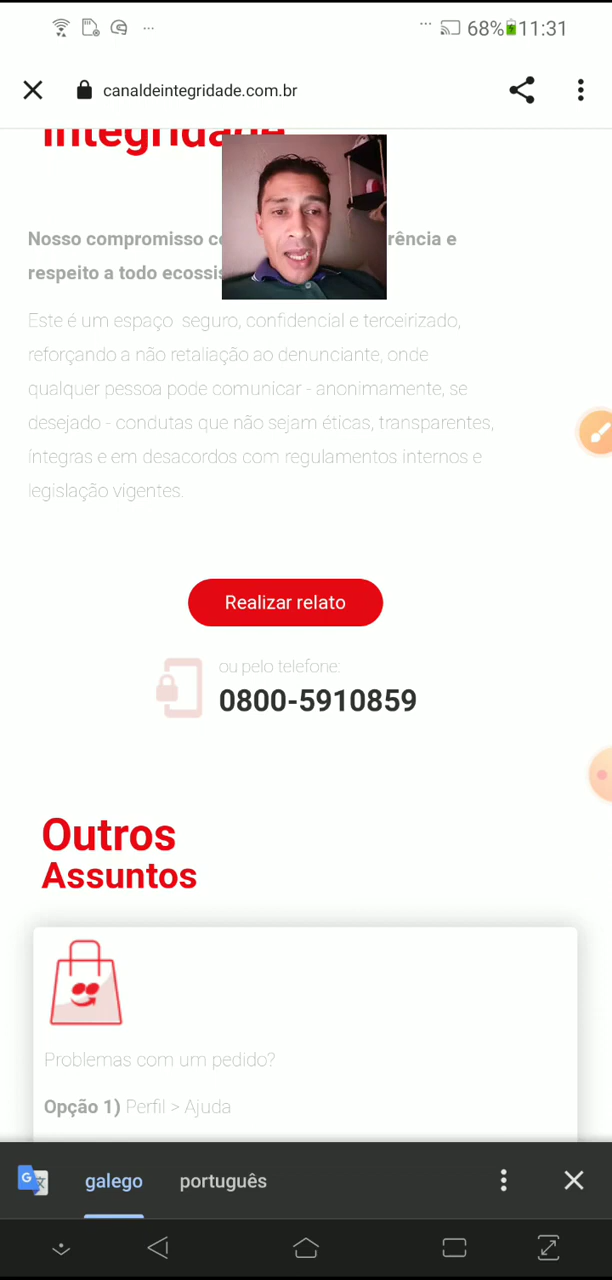 68% 11:31
canaldeintegridade.com.br
Integridade
Nosso compromisso rência e
respeito a todo
Este é um espaço seguro, confidencial e terceirizado,
reforçando a não retaliação ao denunciante, onde
qualquer pessoa pode comunicar - anonimamente, se
desejado - condutas que não sejam éticas, transparentes,
íntegras e em desacordos com regulamentos internos e
legislação vigentes.
Realizar relato
ou pelo telefone:
0800-5910859
Outros
Assuntos
Problemas com um pedido?
Opção 1) Perfil > Ajuda
galego português